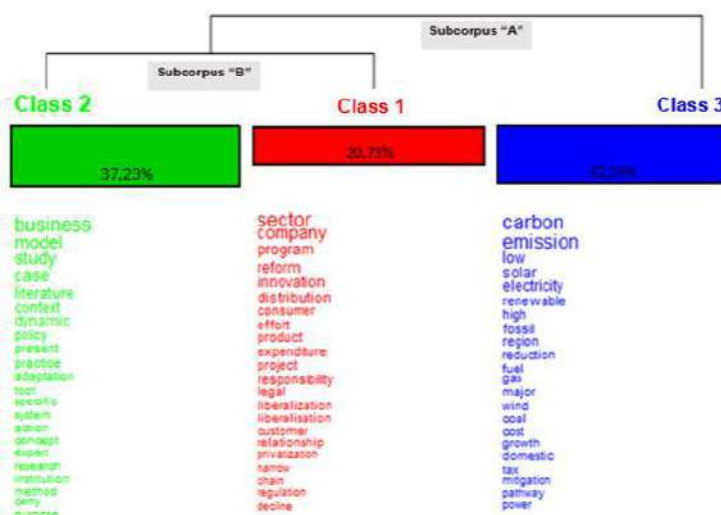 Subcorpus “A”
Subcorpus “B”
Class 2
Class 1
Class 3
37,23%
20,73%
business
model
study
case
literature
context
dynamic
policy
present
practice
adaptation
tool
specific
system
action
concept
expert
research
institution
method
sector
company
program
reform
innovation
distribution
consumer
effort
product
expenditure
project
responsibility
legal
liberalization
liberalisation
customer
relationship
privatization
narrow
chain
regulation
decline
carbon
emission
low
solar
electricity
renewable
high
fossil
region
reduction
fuel
gas
major
wind
coal
cost
growth
domestic
tax
mitigation
pathway
power